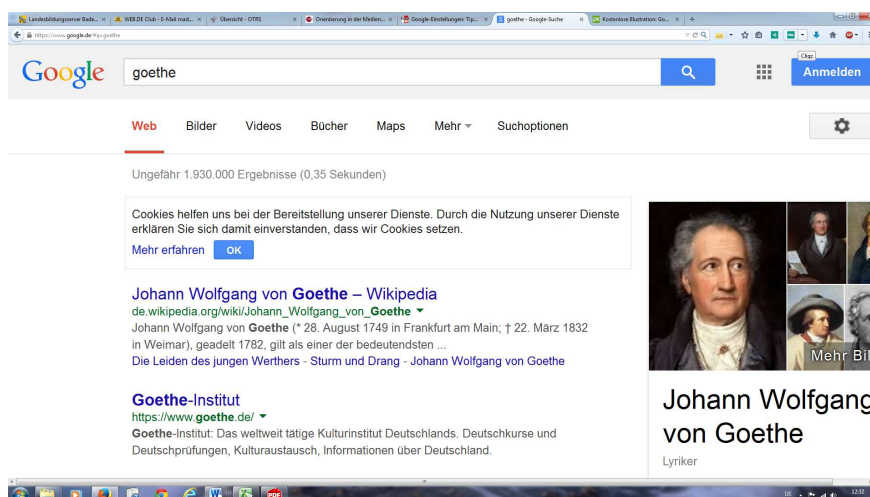 Landesbildungsserver Bade... WEB.DE Club - E-Mail mad... Übersicht - OTRS Orientierung in der Medien... Google-Einstellungen: Tip... goethe - Google-Suche Kostenlose Illustration: Go...
https://www.google.de/#q=goethe
Cliqz
Google goethe Anmelden
Web Bilder Videos Bücher Maps Mehr Suchoptionen
Ungefähr 1.930.000 Ergebnisse (0,35 Sekunden)
Cookies helfen uns bei der Bereitstellung unserer Dienste. Durch die Nutzung unserer Dienste
erklären Sie sich damit einverstanden, dass wir Cookies setzen.
Mehr erfahren OK
Johann Wolfgang von Goethe – Wikipedia
de.wikipedia.org/wiki/Johann_Wolfgang_von_Goethe
Johann Wolfgang von Goethe (* 28. August 1749 in Frankfurt am Main; † 22. März 1832
in Weimar), geadelt 1782, gilt als einer der bedeutendsten ...
Die Leiden des jungen Werthers - Sturm und Drang - Johann Wolfgang von Goethe
Goethe-Institut
https://www.goethe.de/
Goethe-Institut: Das weltweit tätige Kulturinstitut Deutschlands. Deutschkurse und
Deutschprüfungen, Kulturaustausch, Informationen über Deutschland.
Mehr Bil
Johann Wolfgang
von Goethe
Lyriker
DE 12:32